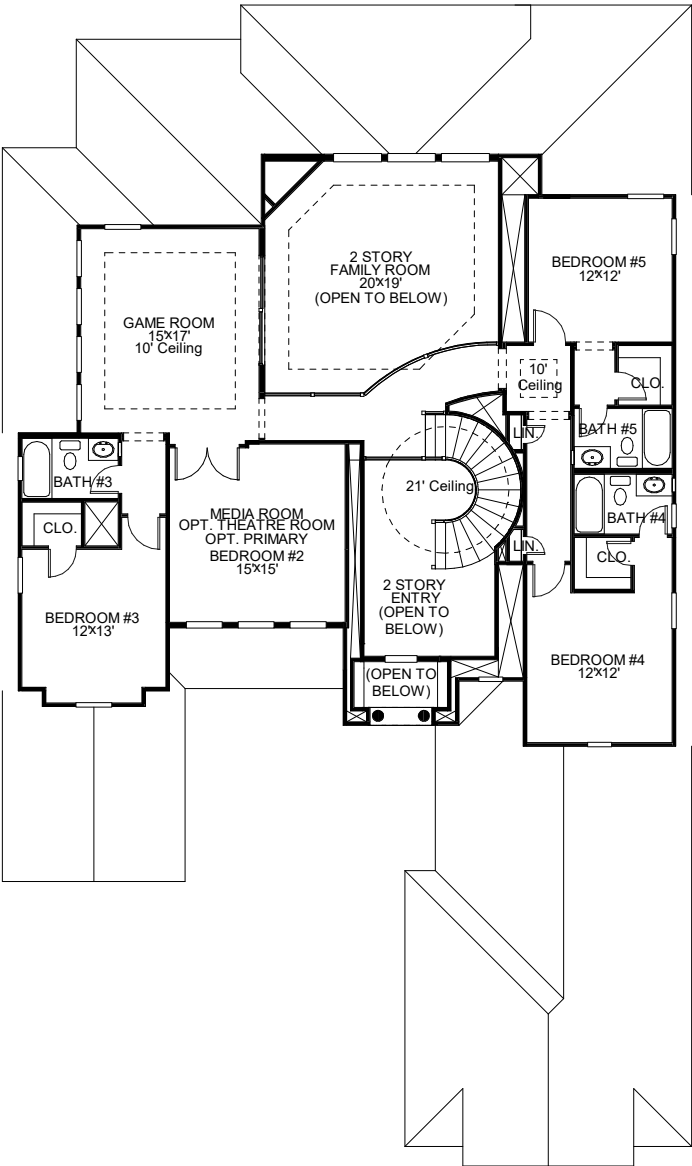 2 STORY
FAMILY ROOM
20'X19'
(OPEN TO BELOW)
BEDROOM #5
12'X12'
GAME ROOM
15'X17'
10' Ceiling
10'
Ceiling
CLO.
BATH #5
LIN.
BATH #3
21' Ceiling
MEDIA ROOM
OPT. THEATRE ROOM
OPT. PRIMARY
BEDROOM #2
15'X15'
CLO.
BATH #4
LIN.
CLO.
2 STORY
ENTRY
(OPEN TO
BELOW)
BEDROOM #3
12'X13'
BEDROOM #4
12'X12'
(OPEN TO
BELOW)